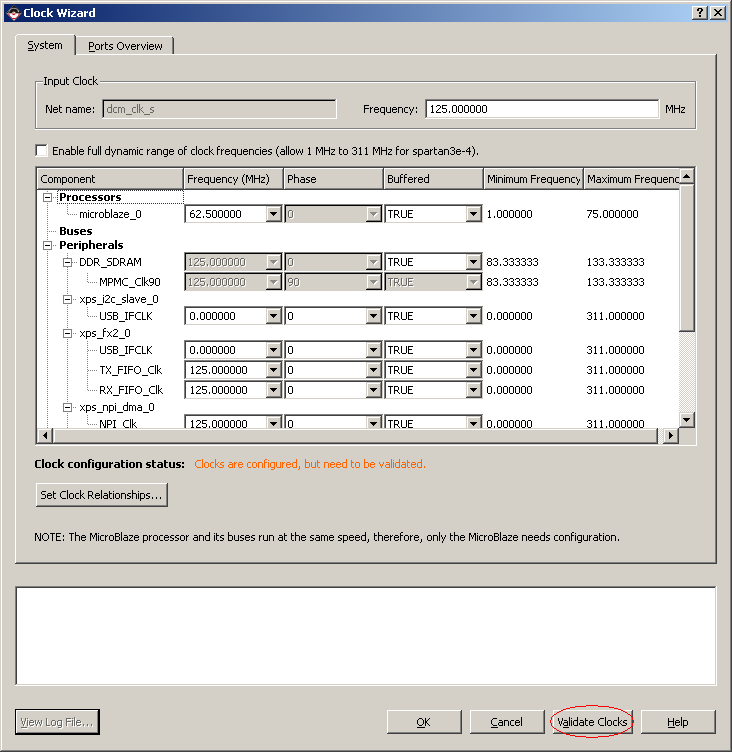 Clock Wizard
System Ports Overview
Input Clock
Net name: dcm_clk_s Frequency: 125.000000 MHz
Enable full dynamic range of clock frequencies (allow 1 MHz to 311 MHz for spartan3e-4).
Component Frequency (MHz) Phase Buffered Minimum Frequency Maximum Frequenc
Processors
microblaze_0 62.500000 0 TRUE 1.000000 75.000000
Buses
Peripherals
DDR_SDRAM 125.000000 0 TRUE 83.333333 133.333333
MPMC_Clk90 125.000000 90 TRUE 83.333333 133.333333
xps_i2c_slave_0
USB_IFCLK 0.000000 0 TRUE 0.000000 311.000000
xps_fx2_0
USB_IFCLK 0.000000 0 TRUE 0.000000 311.000000
TX_FIFO_Clk 125.000000 0 TRUE 0.000000 311.000000
RX_FIFO_Clk 125.000000 0 TRUE 0.000000 311.000000
xps_npi_dma_0
NPI_Clk 125.000000 0 TRUE 0.000000 311.000000
Clock configuration status: Clocks are configured, but need to be validated.
Set Clock Relationships...
NOTE: The MicroBlaze processor and its buses run at the same speed, therefore, only the MicroBlaze needs configuration.
View Log File... OK Cancel Validate Clocks Help